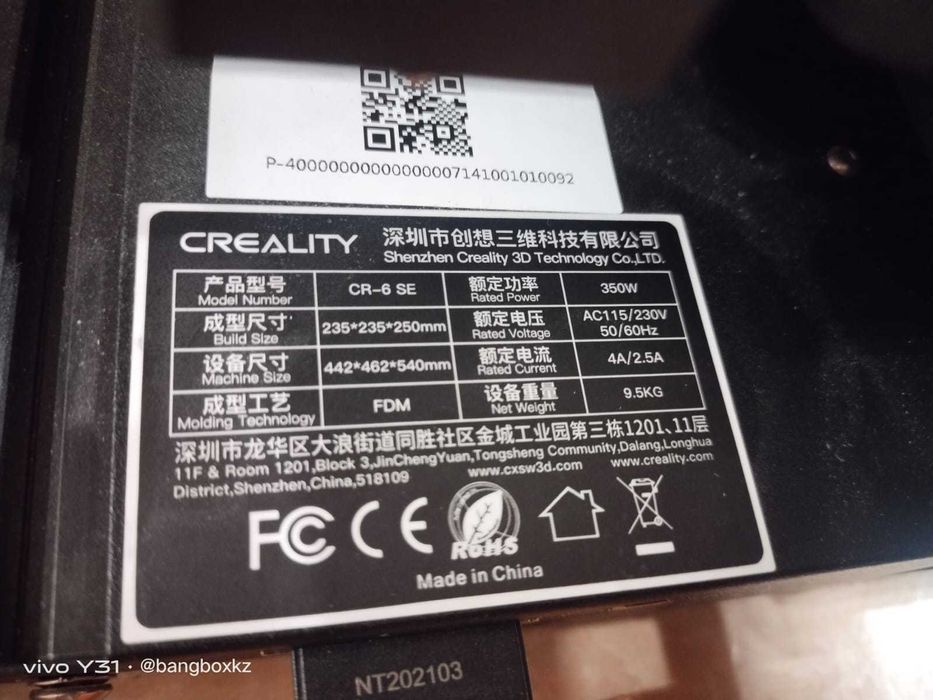 P-4000000000000007141001010092
CREALITY 深圳市创想三维科技有限公司
Shenzhen Creality 3D Technology Co.,LTD.
产品型号 CR-6 SE 额定功率 350W
Model Number Rated Power
成型尺寸 235*235*250mm 额定电压 AC115/230V
Build Size Rated Voltage 50/60Hz
设备尺寸 442*462*540mm 额定电流 4A/2.5A
Machine Size Rated Current
成型工艺 FDM 设备重量 9.5KG
Molding Technology Net Weight
深圳市龙华区大浪街道同胜社区金城工业园第三栋1201、11层
11F & Room 1201,Block 3,JinChengYuan,Tongsheng Community,Dalang,Longhua
District,Shenzhen,China,518109 www.cxsw3d.com www.creality.com
FC CE RoHS
Made in China
NT202103
vivo Y31 · @bangboxkz